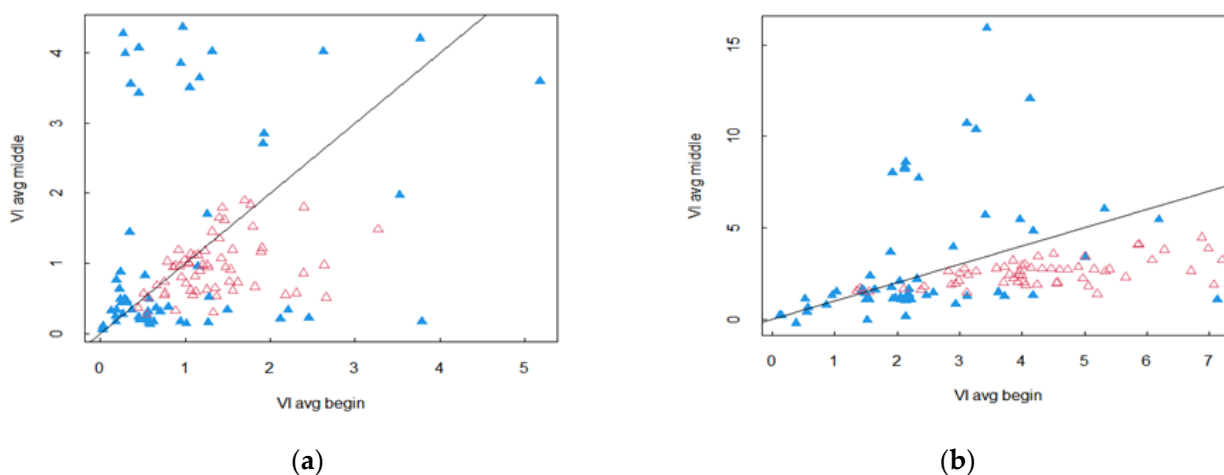 4
3
2
1
0
VI avg middle
0 1 2 3 4 5
VI avg begin
(a)
15
10
5
0
VI avg middle
0 1 2 3 4 5 6 7
VI avg begin
(b)